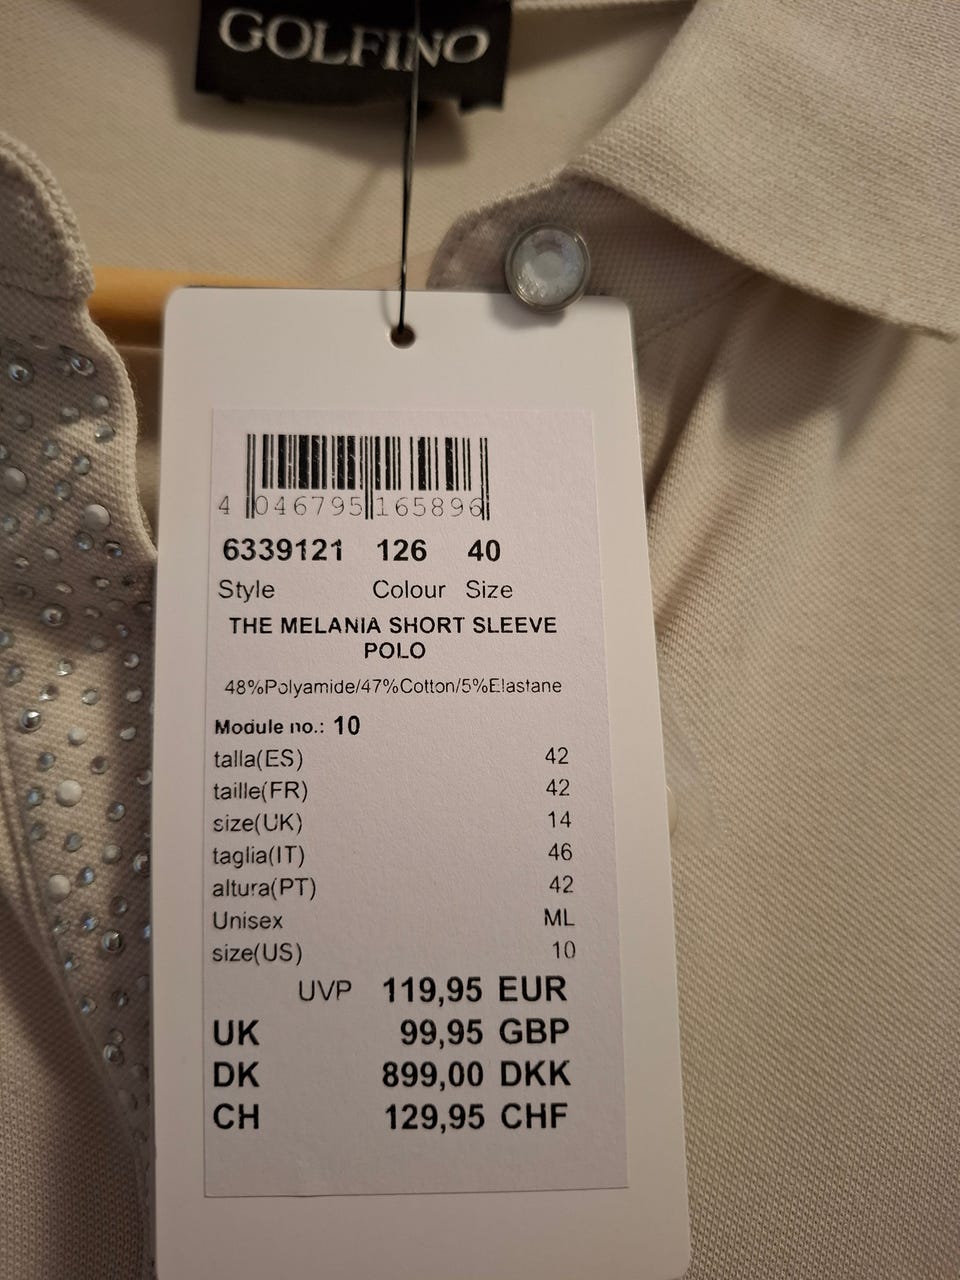 GOLFINO
4 046795 165896
6339121 126 40
Style Colour Size
THE MELANIA SHORT SLEEVE
POLO
48%Polyamide/47%Cotton/5%Elastane
Module no.: 10
talla(ES) 42
taille(FR) 42
size(UK) 14
taglia(IT) 46
altura(PT) 42
Unisex ML
size(US) 10
UVP 119,95 EUR
UK 99,95 GBP
DK 899,00 DKK
CH 129,95 CHF